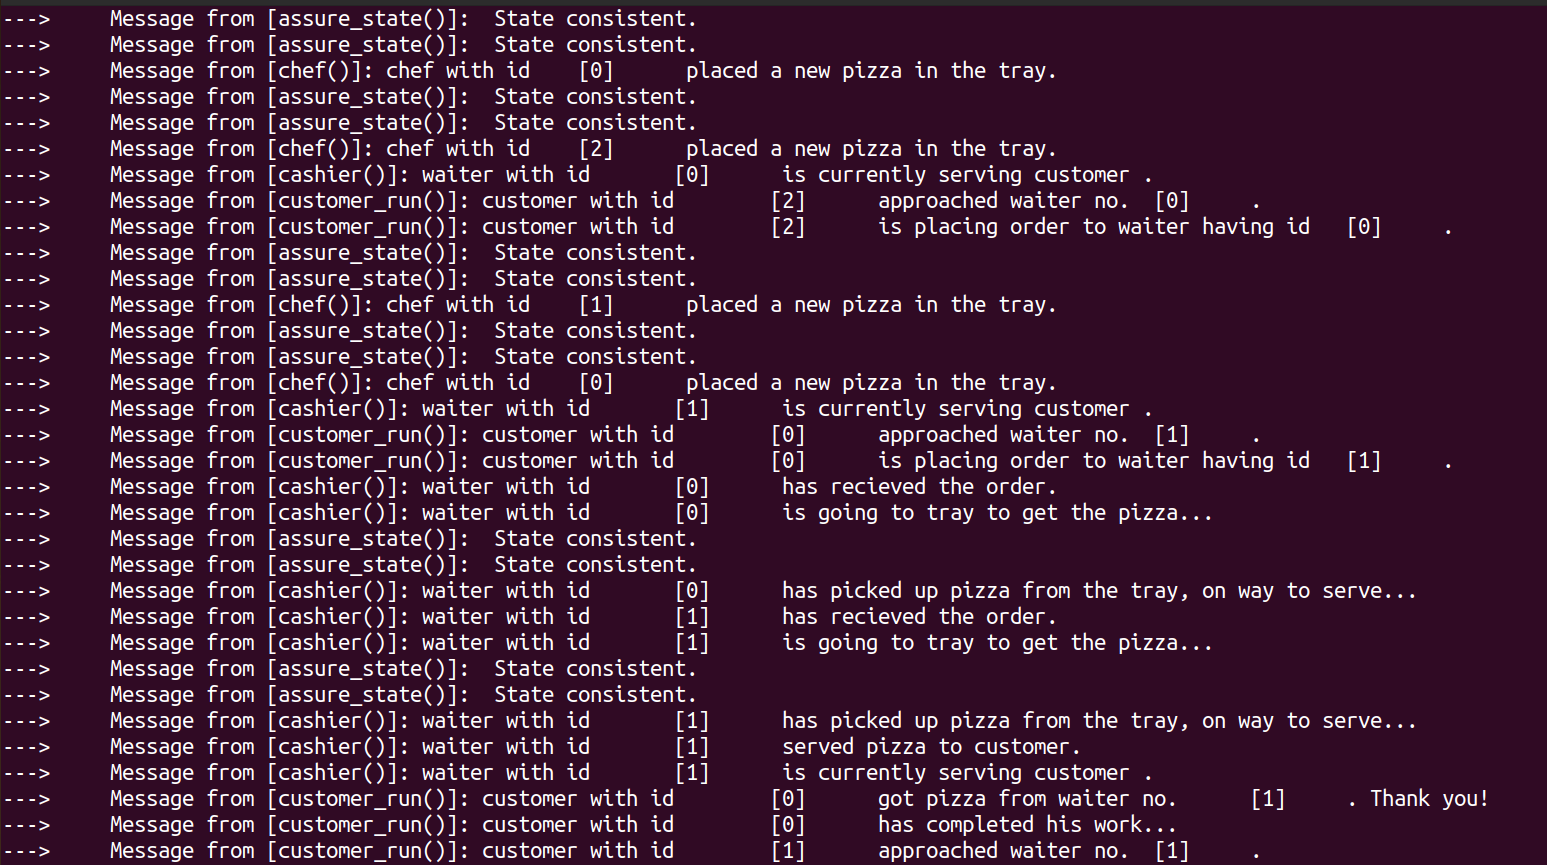 --->     Message from [assure_state()]:  State consistent.
--->     Message from [assure_state()]:  State consistent.
--->     Message from [chef()]: chef with id    [0]      placed a new pizza in the tray.
--->     Message from [assure_state()]:  State consistent.
--->     Message from [assure_state()]:  State consistent.
--->     Message from [chef()]: chef with id    [2]      placed a new pizza in the tray.
--->     Message from [cashier()]: waiter with id       [0]      is currently serving customer .
--->     Message from [customer_run()]: customer with id        [2]      approached waiter no.  [0]     .
--->     Message from [customer_run()]: customer with id        [2]      is placing order to waiter having id   [0]     .
--->     Message from [assure_state()]:  State consistent.
--->     Message from [assure_state()]:  State consistent.
--->     Message from [chef()]: chef with id    [1]      placed a new pizza in the tray.
--->     Message from [assure_state()]:  State consistent.
--->     Message from [assure_state()]:  State consistent.
--->     Message from [chef()]: chef with id    [0]      placed a new pizza in the tray.
--->     Message from [cashier()]: waiter with id       [1]      is currently serving customer .
--->     Message from [customer_run()]: customer with id        [0]      approached waiter no.  [1]     .
--->     Message from [customer_run()]: customer with id        [0]      is placing order to waiter having id   [1]     .
--->     Message from [cashier()]: waiter with id       [0]      has recieved the order.
--->     Message from [cashier()]: waiter with id       [0]      is going to tray to get the pizza...
--->     Message from [assure_state()]:  State consistent.
--->     Message from [assure_state()]:  State consistent.
--->     Message from [cashier()]: waiter with id       [0]      has picked up pizza from the tray, on way to serve...
--->     Message from [cashier()]: waiter with id       [1]      has recieved the order.
--->     Message from [cashier()]: waiter with id       [1]      is going to tray to get the pizza...
--->     Message from [assure_state()]:  State consistent.
--->     Message from [assure_state()]:  State consistent.
--->     Message from [cashier()]: waiter with id       [1]      has picked up pizza from the tray, on way to serve...
--->     Message from [cashier()]: waiter with id       [1]      served pizza to customer.
--->     Message from [cashier()]: waiter with id       [1]      is currently serving customer .
--->     Message from [customer_run()]: customer with id        [0]      got pizza from waiter no.      [1]     . Thank you!
--->     Message from [customer_run()]: customer with id        [0]      has completed his work...
--->     Message from [customer_run()]: customer with id        [1]      approached waiter no.  [1]     .